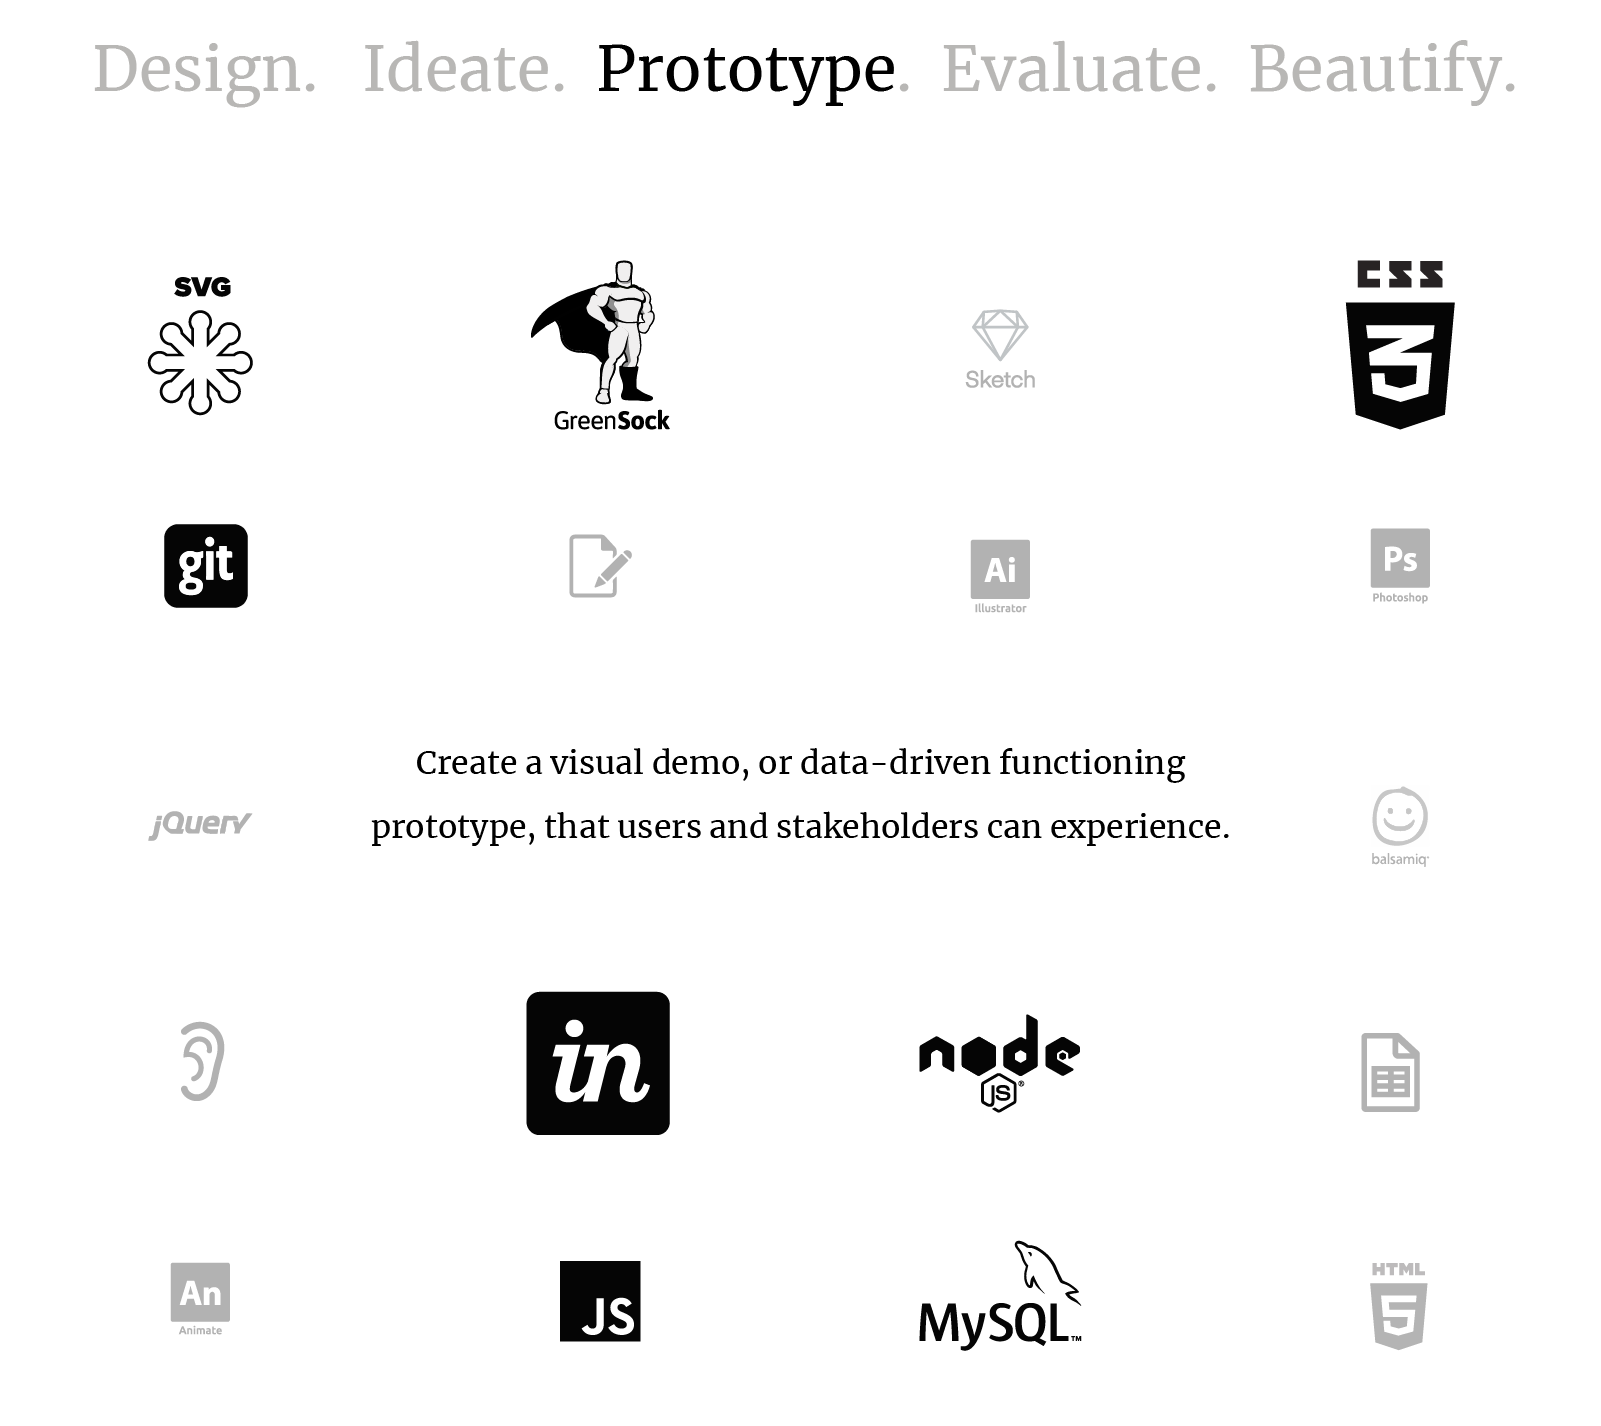 Design. Ideate. Prototype. Evaluate. Beautify.
SVG
GreenSock
Sketch
CSS
3
git
Ai
Illustrator
Ps
Photoshop
Create a visual demo, or data-driven functioning
prototype, that users and stakeholders can experience.
jQuery
balsamiq
in
node
JS®
An
Animate
JS
MySQL™
HTML
5